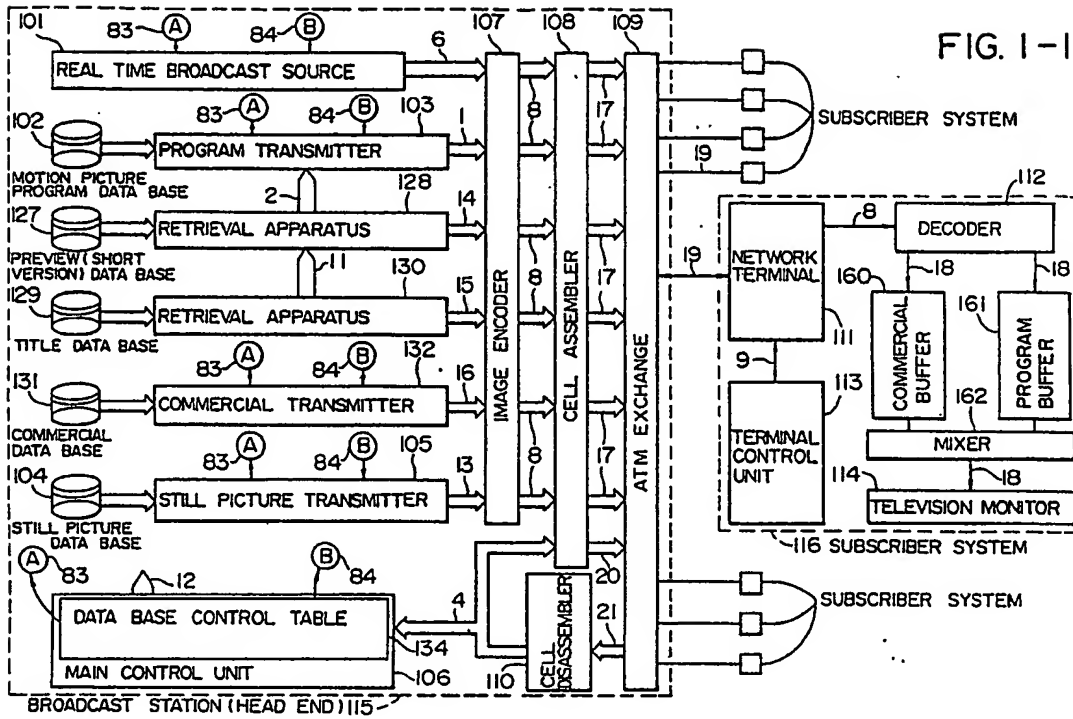 FIG. 1-1
101
83
A
84
B
6
107
108
109
REAL TIME BROADCAST SOURCE
8
17
SUBSCRIBER SYSTEM
102
83
A
84
B
103
1
8
17
PROGRAM TRANSMITTER
19
MOTION PICTURE
PROGRAM DATA BASE
2
128
127
14
RETRIEVAL APPARATUS
8
17
PREVIEW (SHORT
VERSION) DATA BASE
11
130
129
15
RETRIEVAL APPARATUS
8
17
TITLE DATA BASE
83
A
84
B
132
131
16
COMMERCIAL TRANSMITTER
8
17
COMMERCIAL
DATA BASE
83
A
84
B
105
104
13
STILL PICTURE TRANSMITTER
8
17
STILL PICTURE
DATA BASE
IMAGE ENCODER
CELL ASSEMBLER
ATM EXCHANGE
19
112
8
DECODER
NETWORK
TERMINAL
18
18
160
161
111
COMMERCIAL
BUFFER
PROGRAM
BUFFER
9
113
162
TERMINAL
CONTROL
UNIT
MIXER
18
114
TELEVISION MONITOR
116 SUBSCRIBER SYSTEM
A
83
12
B
84
4
20
DATA BASE CONTROL TABLE
134
MAIN CONTROL UNIT
106
110
CELL
DISASSEMBLER
21
SUBSCRIBER SYSTEM
BROADCAST STATION (HEAD END) 115